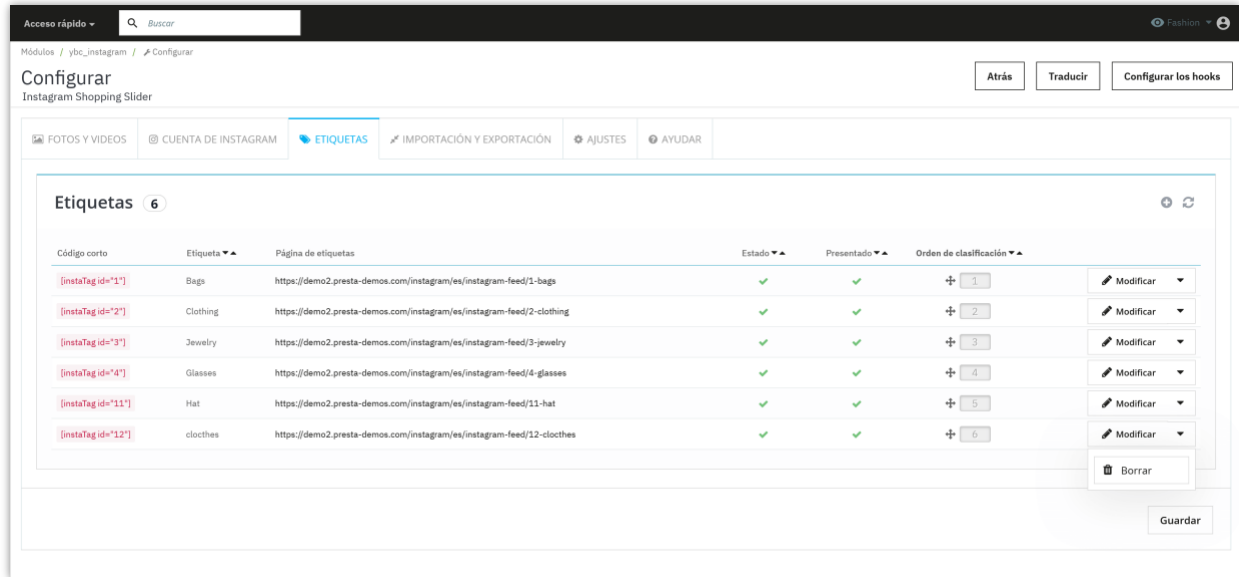 Acceso rápido
Buscar
Fashion
Módulos / ybc_instagram / Configurar
Configurar
Instagram Shopping Slider
Atrás Traducir Configurar los hooks
FOTOS Y VIDEOS CUENTA DE INSTAGRAM ETIQUETAS IMPORTACIÓN Y EXPORTACIÓN AJUSTES AYUDAR
Etiquetas 6
Código corto Etiqueta Página de etiquetas Estado Presentado Orden de clasificación
[instaTag id="1"] Bags https://demo2.presta-demos.com/instagram/es/instagram-feed/1-bags 1 Modificar
[instaTag id="2"] Clothing https://demo2.presta-demos.com/instagram/es/instagram-feed/2-clothing 2 Modificar
[instaTag id="3"] Jewelry https://demo2.presta-demos.com/instagram/es/instagram-feed/3-jewelry 3 Modificar
[instaTag id="4"] Glasses https://demo2.presta-demos.com/instagram/es/instagram-feed/4-glasses 4 Modificar
[instaTag id="11"] Hat https://demo2.presta-demos.com/instagram/es/instagram-feed/11-hat 5 Modificar
[instaTag id="12"] clocthes https://demo2.presta-demos.com/instagram/es/instagram-feed/12-clocthes 6 Modificar
Borrar
Guardar